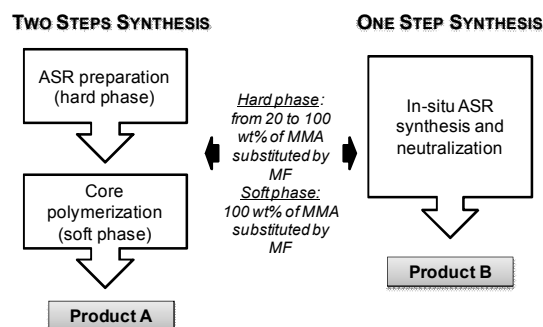 TWO STEPS SYNTHESIS
ONE STEP SYNTHESIS
ASR preparation
(hard phase)
Core
polymerization
(soft phase)
Product A
Hard phase:
from 20 to 100
wt% of MMA
substituted by
MF
Soft phase:
100 wt% of MMA
substituted by
MF
In-situ ASR
synthesis and
neutralization
Product B